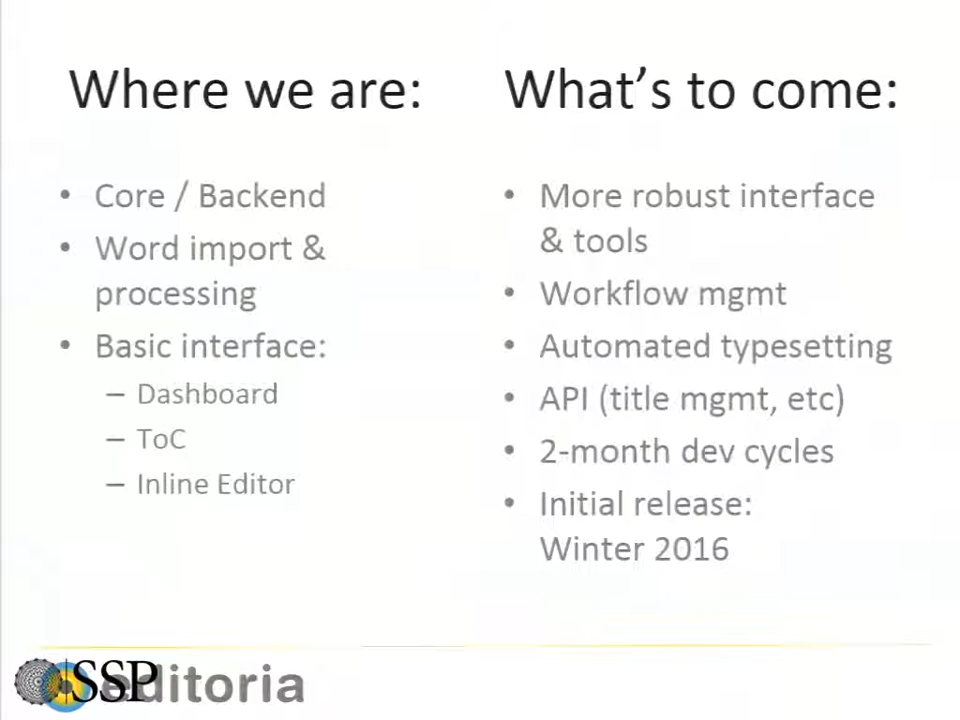 Where we are:
• Core / Backend
• Word import &
processing
• Basic interface:
– Dashboard
– ToC
– Inline Editor
What's to come:
• More robust interface
& tools
• Workflow mgmt
• Automated typesetting
• API (title mgmt, etc)
• 2-month dev cycles
• Initial release:
Winter 2016
SSP
editoria